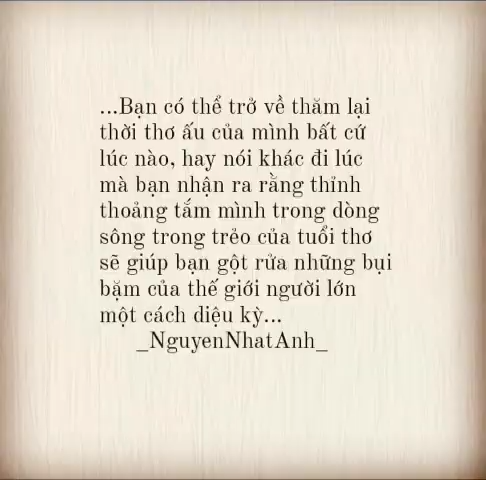 ...Bạn có thể trở về thăm lại
thời thơ ấu của mình bất cứ
lúc nào, hay nói khác đi lúc
mà bạn nhận ra rằng thỉnh
thoảng tắm mình trong dòng
sông trong trẻo của tuổi thơ
sẽ giúp bạn gột rửa những bụi
bặm của thế giới người lớn
một cách diệu kỳ...
_NguyenNhatAnh_